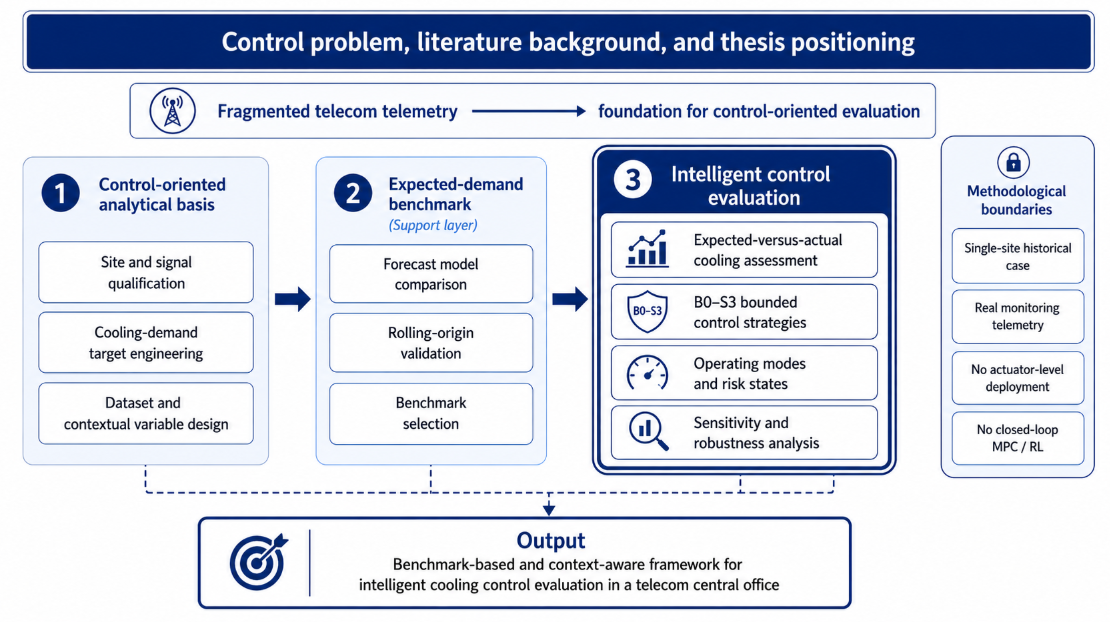 Control problem, literature background, and thesis positioning
Fragmented telecom telemetry
foundation for control-oriented evaluation
1
Control-oriented
analytical basis
Site and signal
qualification
Cooling-demand
target engineering
Dataset and
contextual variable design
2
Expected-demand
benchmark
(Support layer)
Forecast model
comparison
Rolling-origin
validation
Benchmark
selection
3
Intelligent control
evaluation
Expected-versus-actual
cooling assessment
B0–S3
B0–S3 bounded
control strategies
Operating modes
and risk states
Sensitivity and
robustness analysis
Methodological
boundaries
Single-site historical
case
Real monitoring
telemetry
No actuator-level
deployment
No closed-loop
MPC / RL
Output
Benchmark-based and context-aware framework for
intelligent cooling control evaluation in a telecom central office